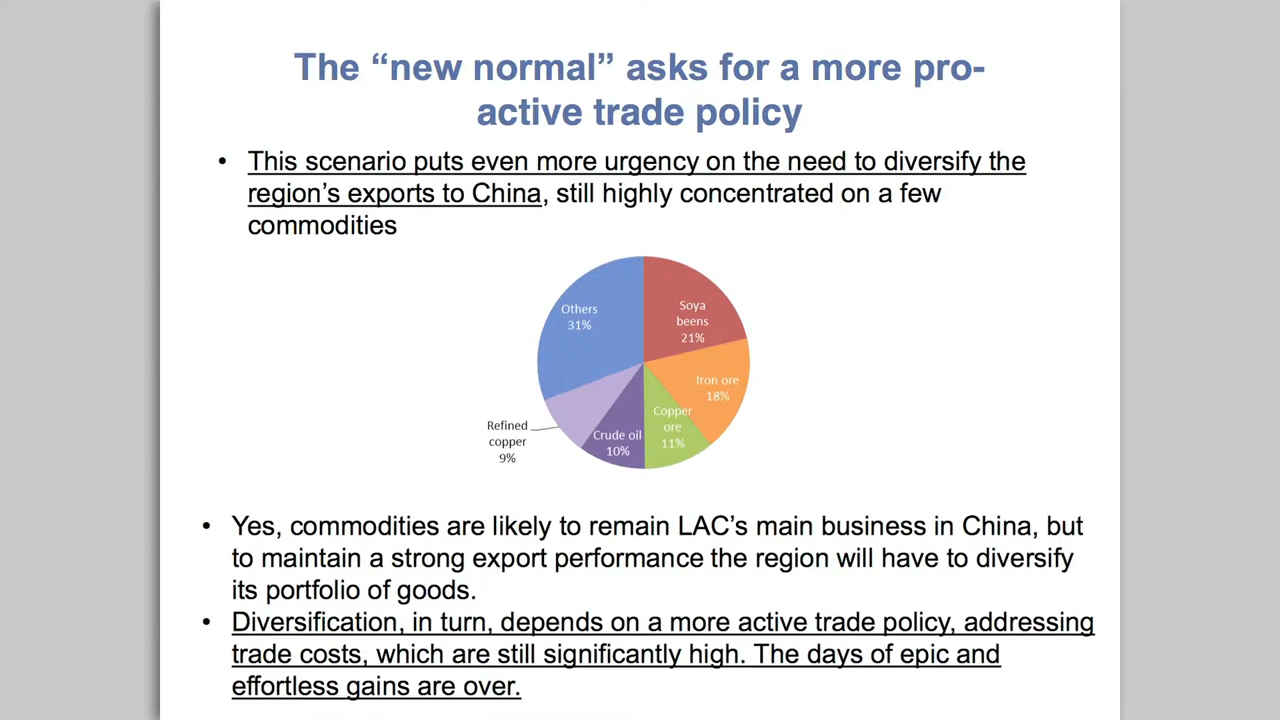 The “new normal” asks for a more pro-
active trade policy
• This scenario puts even more urgency on the need to diversify the
region’s exports to China, still highly concentrated on a few
commodities
Others
31%
Soya
beens
21%
Iron ore
18%
Copper
ore
11%
Crude oil
10%
Refined
copper
9%
• Yes, commodities are likely to remain LAC’s main business in China, but
to maintain a strong export performance the region will have to diversify
its portfolio of goods.
• Diversification, in turn, depends on a more active trade policy, addressing
trade costs, which are still significantly high. The days of epic and
effortless gains are over.